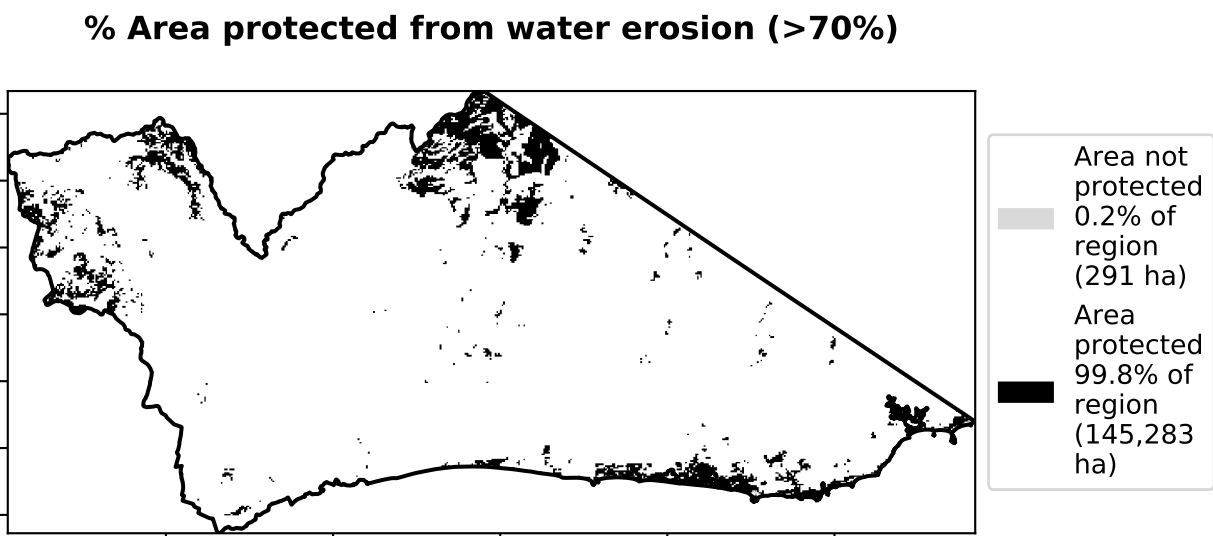 % Area protected from water erosion (>70%)
Area not
protected
0.2% of
region
(291 ha)
Area
protected
99.8% of
region
(145,283
ha)